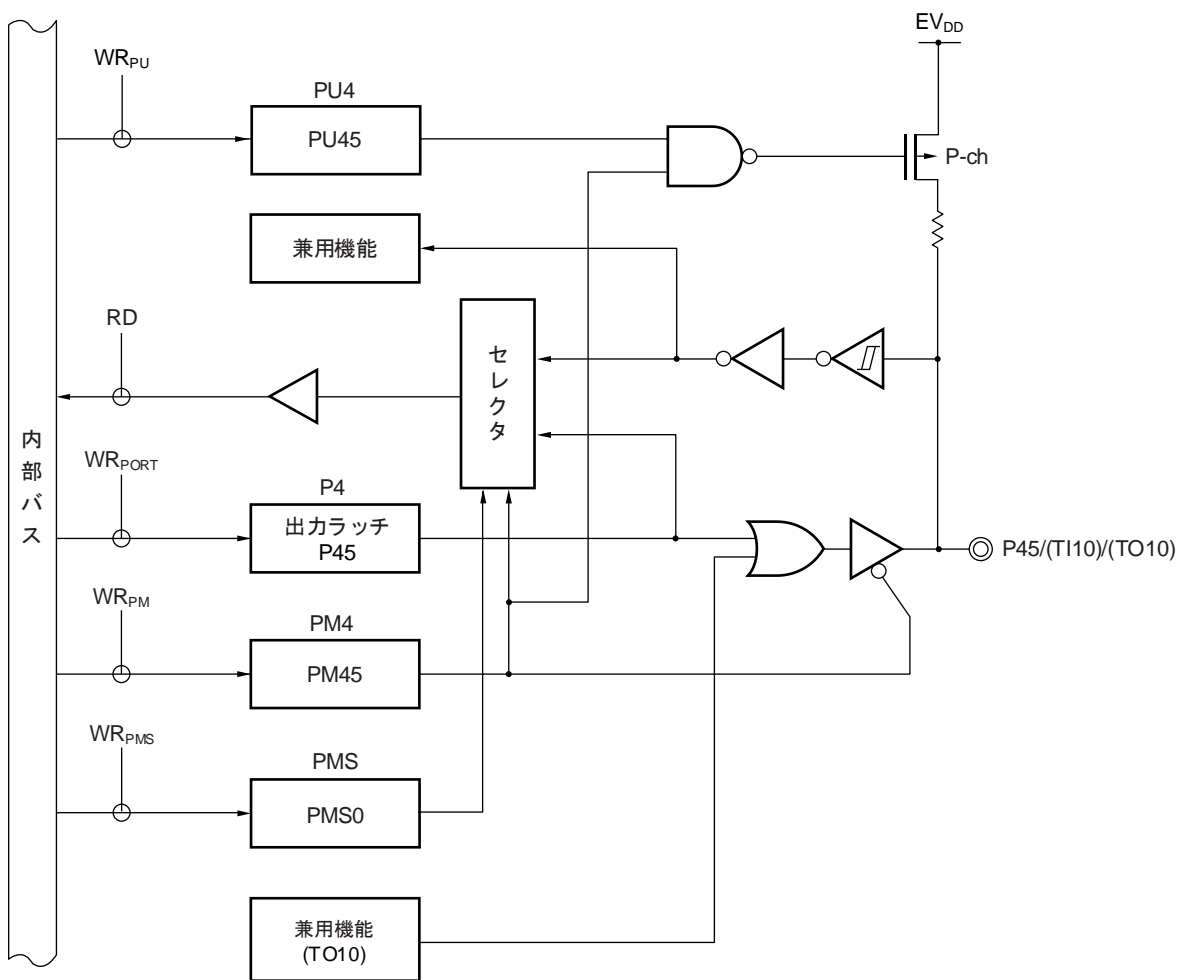 EVDD
WRPU
PU4
PU45
P-ch
兼用機能
RD
セレクタ
内部バス
WRPORT
P4
出力ラッチ
P45
P45/(TI10)/(TO10)
WRPM
PM4
PM45
WRPMS
PMS
PMS0
兼用機能
(TO10)